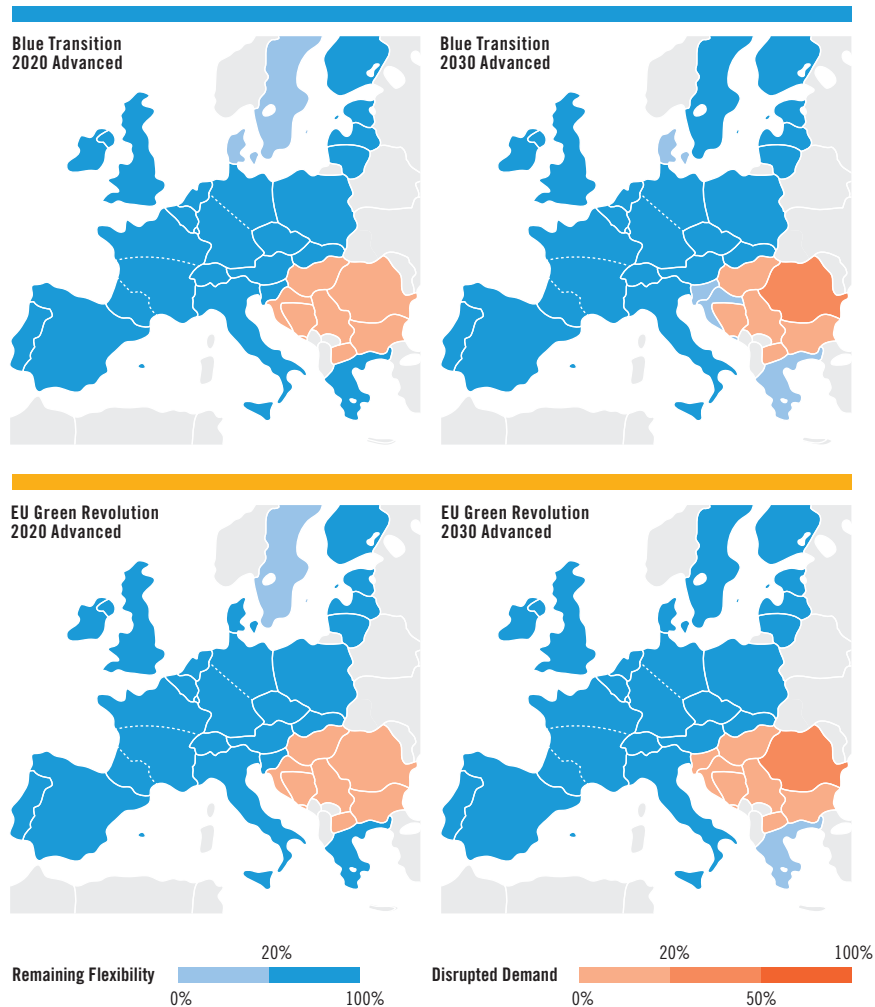 Blue Transition
2020 Advanced
Blue Transition
2030 Advanced
EU Green Revolution
2020 Advanced
EU Green Revolution
2030 Advanced
20%
Remaining Flexibility
0%
100%
20%
100%
Disrupted Demand
0%
50%